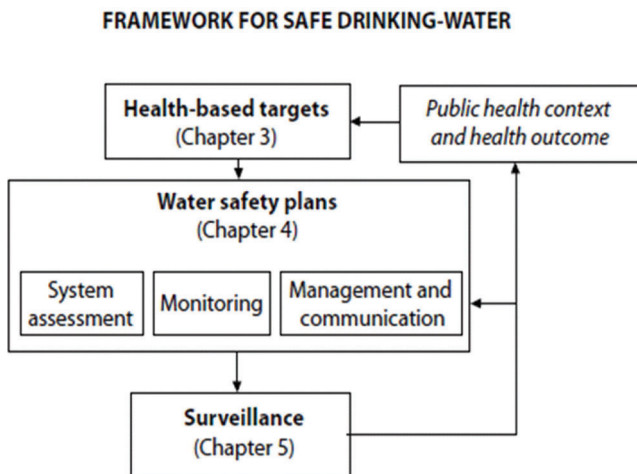 FRAMEWORK FOR SAFE DRINKING-WATER
Health-based targets
(Chapter 3)
Public health context
and health outcome
Water safety plans
(Chapter 4)
System
assessment
Monitoring
Management and
communication
Surveillance
(Chapter 5)